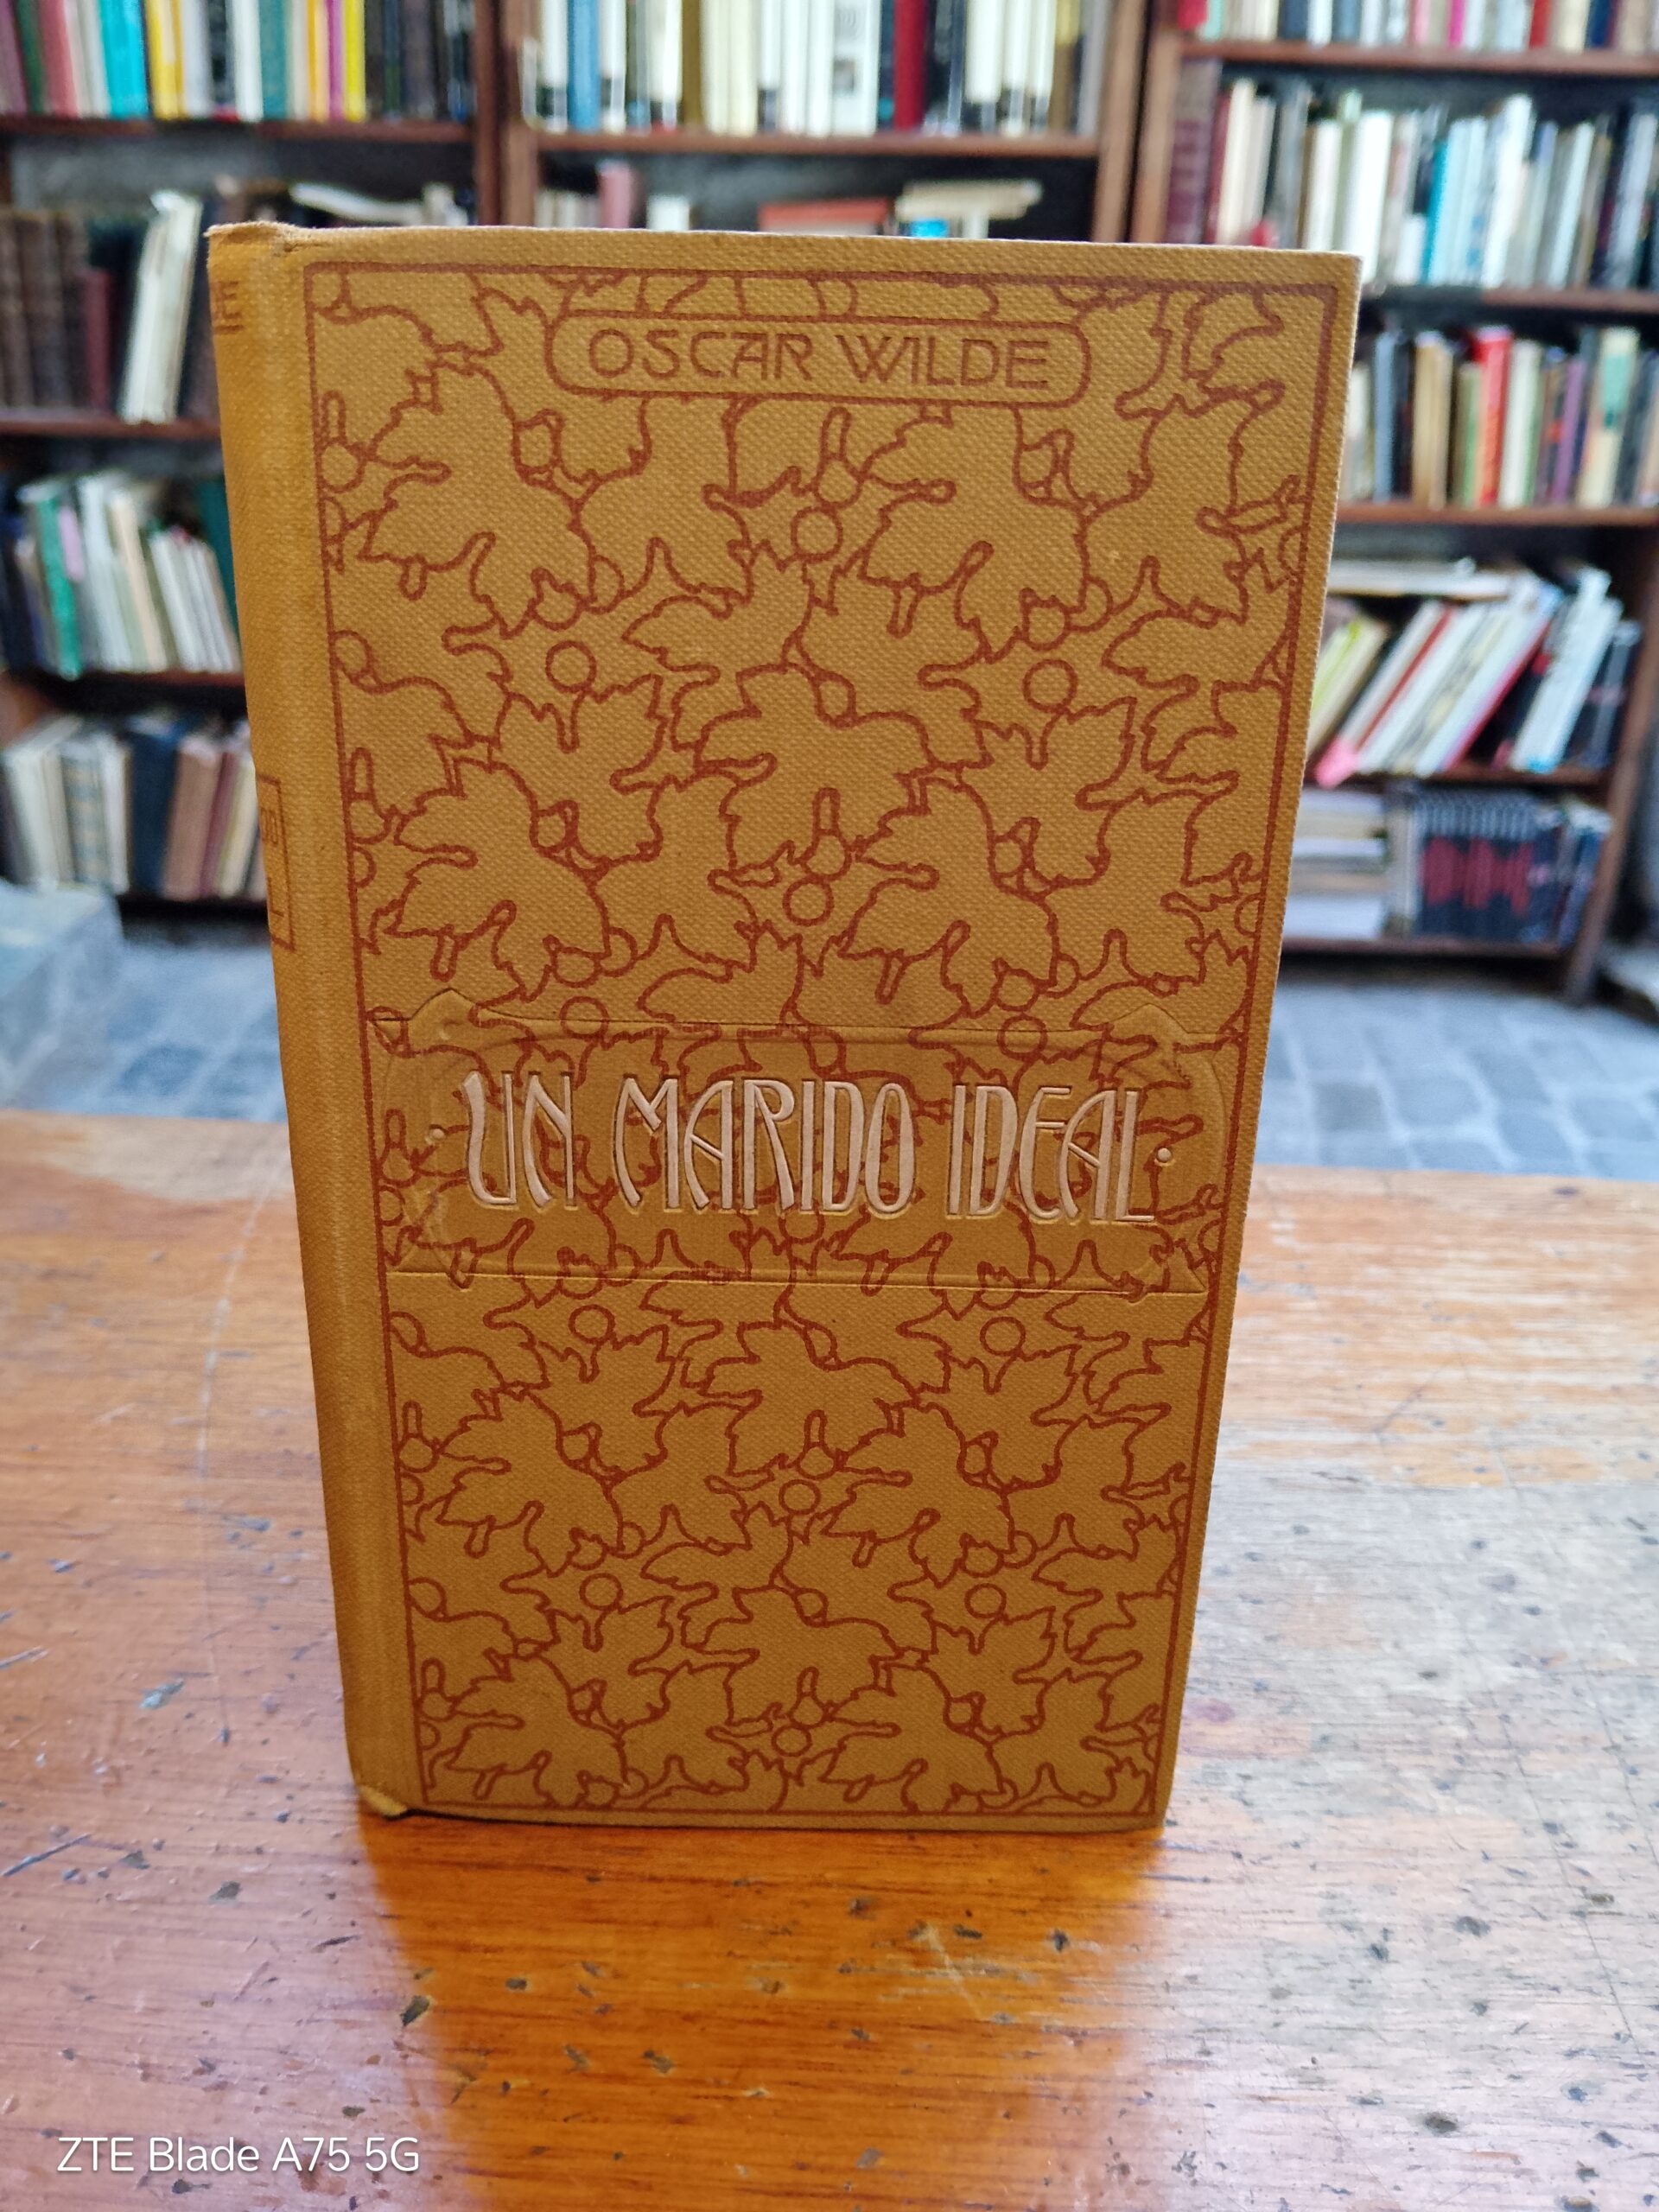 OSCAR WILDE
· UN MARIDO IDEAL ·
ZTE Blade A75 5G